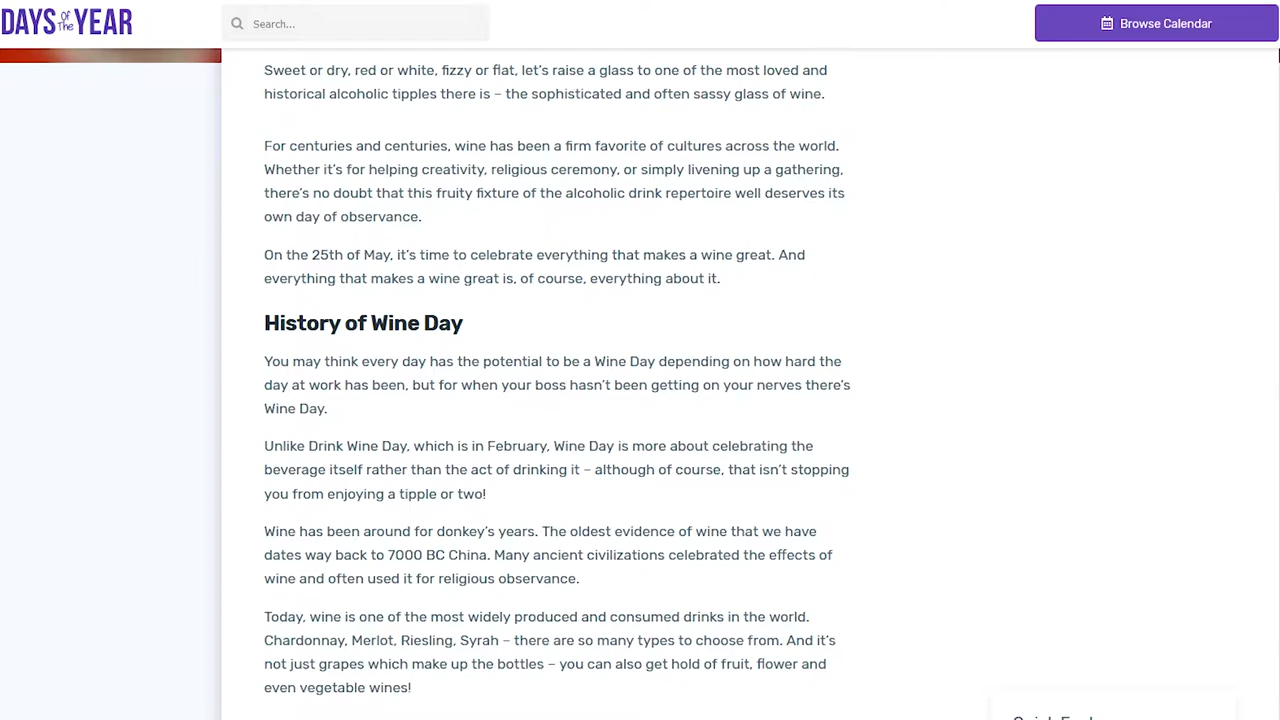 DAYS Of The YEAR
Search...
Browse Calendar
Sweet or dry, red or white, fizzy or flat, let’s raise a glass to one of the most loved and
historical alcoholic tipples there is – the sophisticated and often sassy glass of wine.
For centuries and centuries, wine has been a firm favorite of cultures across the world.
Whether it’s for helping creativity, religious ceremony, or simply livening up a gathering,
there’s no doubt that this fruity fixture of the alcoholic drink repertoire well deserves its
own day of observance.
On the 25th of May, it’s time to celebrate everything that makes a wine great. And
everything that makes a wine great is, of course, everything about it.
History of Wine Day
You may think every day has the potential to be a Wine Day depending on how hard the
day at work has been, but for when your boss hasn’t been getting on your nerves there’s
Wine Day.
Unlike Drink Wine Day, which is in February, Wine Day is more about celebrating the
beverage itself rather than the act of drinking it – although of course, that isn’t stopping
you from enjoying a tipple or two!
Wine has been around for donkey’s years. The oldest evidence of wine that we have
dates way back to 7000 BC China. Many ancient civilizations celebrated the effects of
wine and often used it for religious observance.
Today, wine is one of the most widely produced and consumed drinks in the world.
Chardonnay, Merlot, Riesling, Syrah – there are so many types to choose from. And it’s
not just grapes which make up the bottles – you can also get hold of fruit, flower and
even vegetable wines!